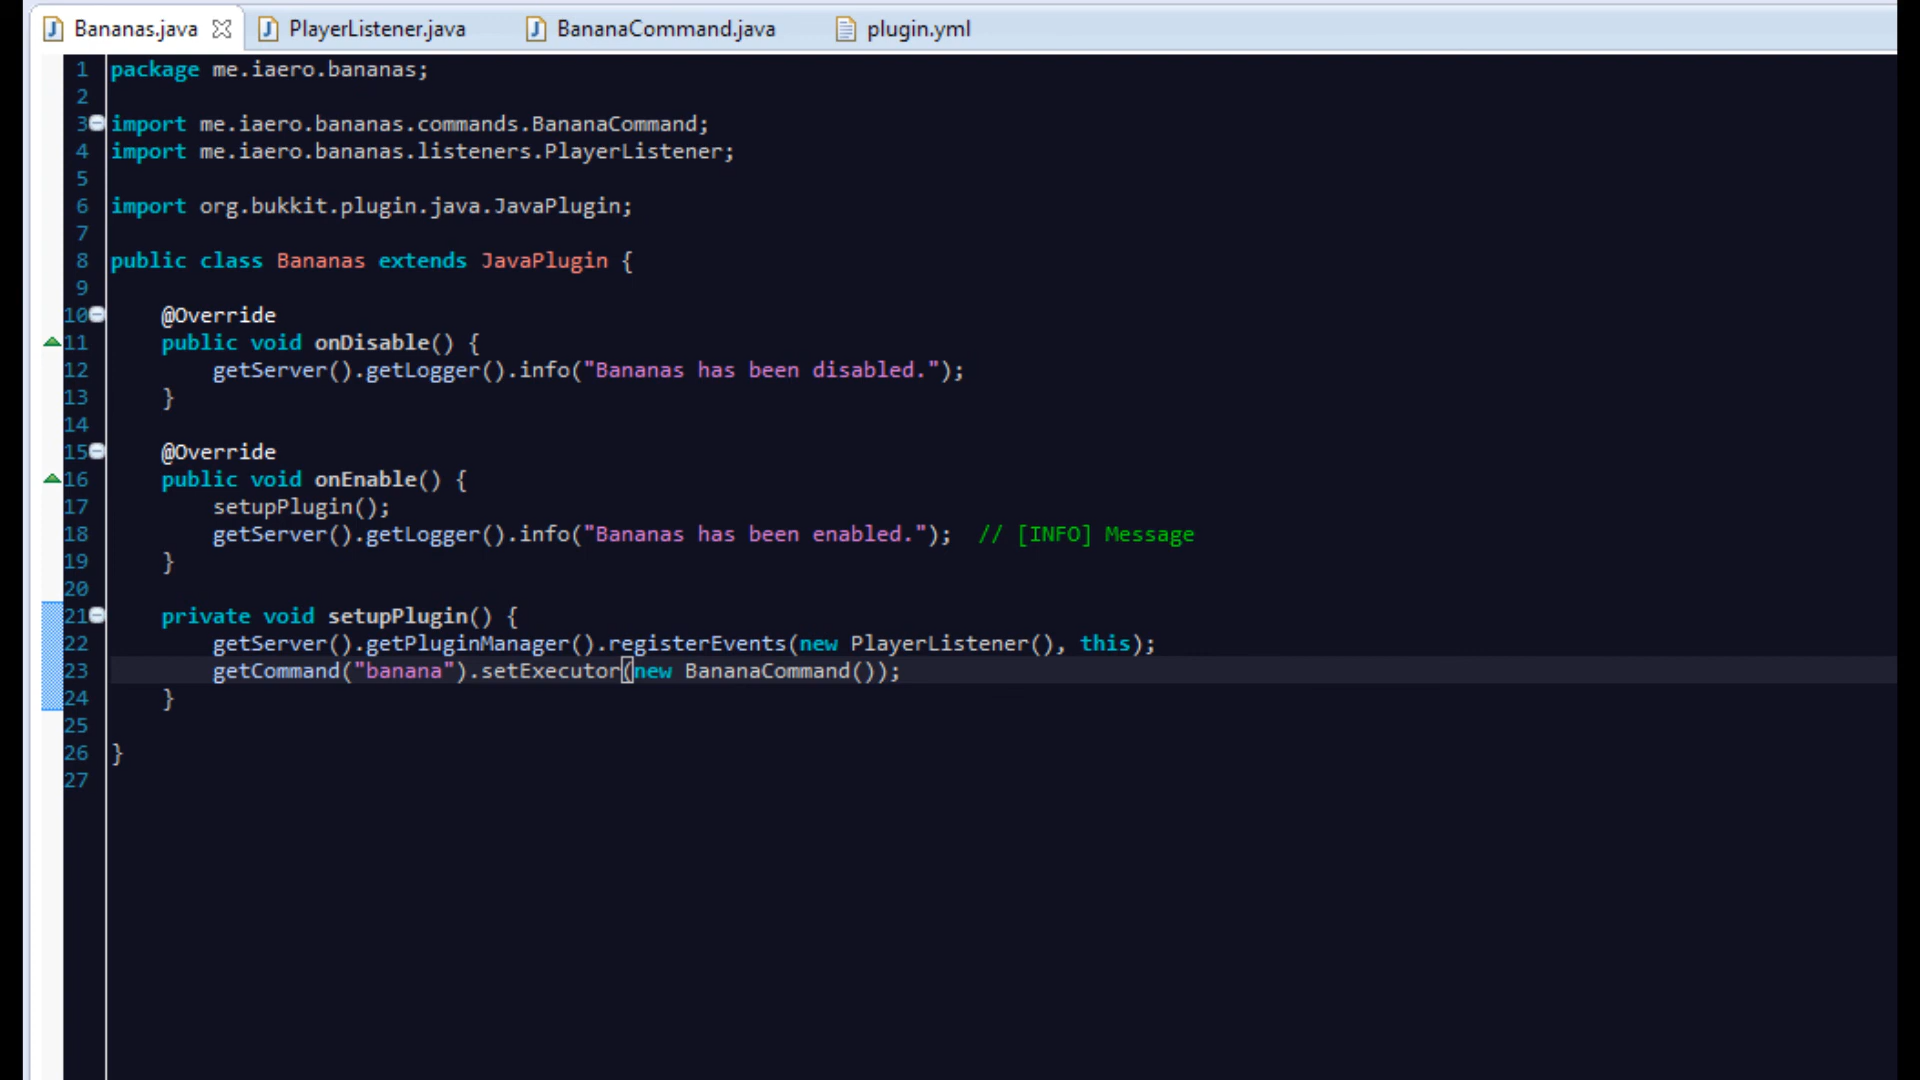 Bananas.java PlayerListener.java BananaCommand.java plugin.yml
1 package me.iaero.bananas;
2
3 import me.iaero.bananas.commands.BananaCommand;
4 import me.iaero.bananas.listeners.PlayerListener;
5
6 import org.bukkit.plugin.java.JavaPlugin;
7
8 public class Bananas extends JavaPlugin {
9
10     @Override
11     public void onDisable() {
12         getServer().getLogger().info("Bananas has been disabled.");
13     }
14
15     @Override
16     public void onEnable() {
17         setupPlugin();
18         getServer().getLogger().info("Bananas has been enabled.");  // [INFO] Message
19     }
20
21     private void setupPlugin() {
22         getServer().getPluginManager().registerEvents(new PlayerListener(), this);
23         getCommand("banana").setExecutor(new BananaCommand());
24     }
25
26 }
27